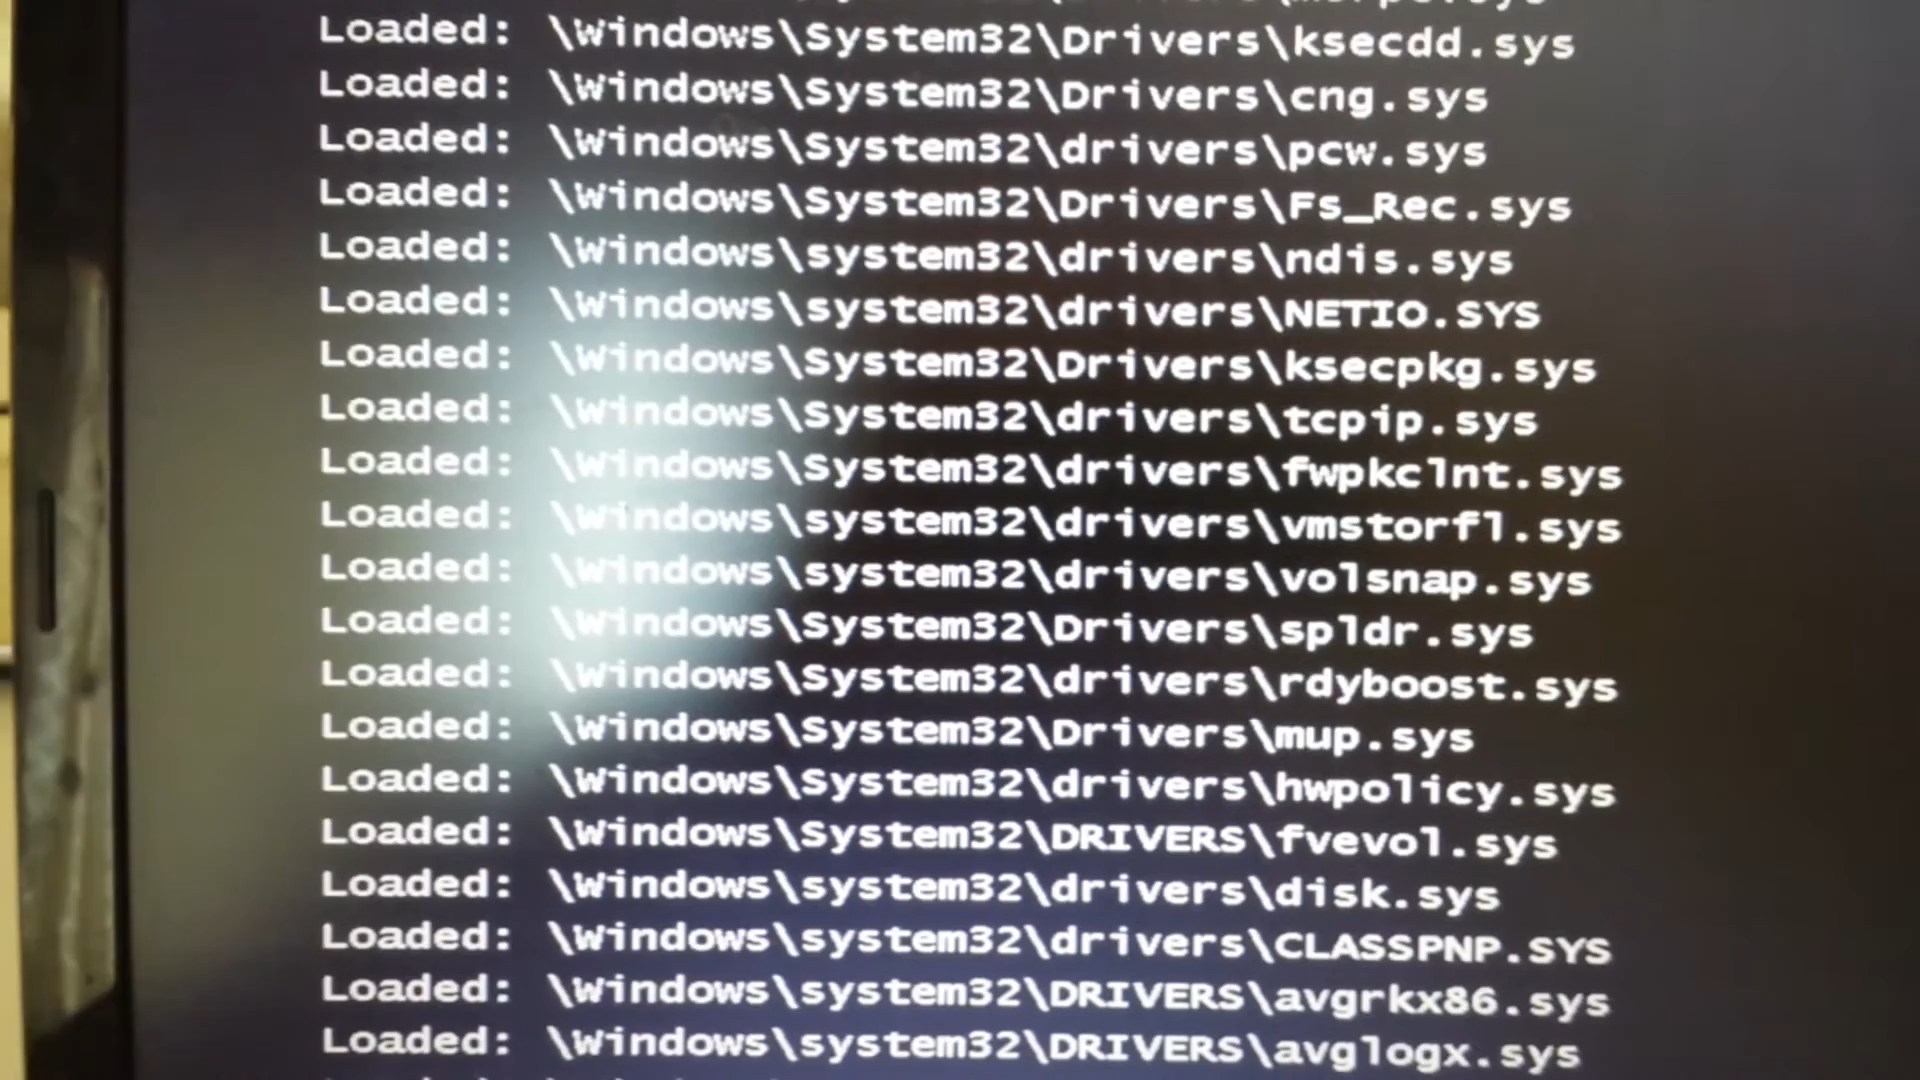 Loaded: \Windows\System32\Drivers\ksecdd.sys
Loaded: \Windows\System32\Drivers\cng.sys
Loaded: \Windows\System32\drivers\pcw.sys
Loaded: \Windows\System32\Drivers\Fs_Rec.sys
Loaded: \Windows\system32\drivers\ndis.sys
Loaded: \Windows\system32\drivers\NETIO.SYS
Loaded: \Windows\System32\Drivers\ksecpkg.sys
Loaded: \Windows\System32\drivers\tcpip.sys
Loaded: \Windows\System32\drivers\fwpkclnt.sys
Loaded: \Windows\system32\drivers\vmstorfl.sys
Loaded: \Windows\system32\drivers\volsnap.sys
Loaded: \Windows\System32\Drivers\spldr.sys
Loaded: \Windows\System32\drivers\rdyboost.sys
Loaded: \Windows\System32\Drivers\mup.sys
Loaded: \Windows\System32\drivers\hwpolicy.sys
Loaded: \Windows\System32\DRIVERS\fvevol.sys
Loaded: \Windows\system32\drivers\disk.sys
Loaded: \Windows\system32\drivers\CLASSPNP.SYS
Loaded: \Windows\system32\DRIVERS\avgrkx86.sys
Loaded: \Windows\system32\DRIVERS\avglogx.sys